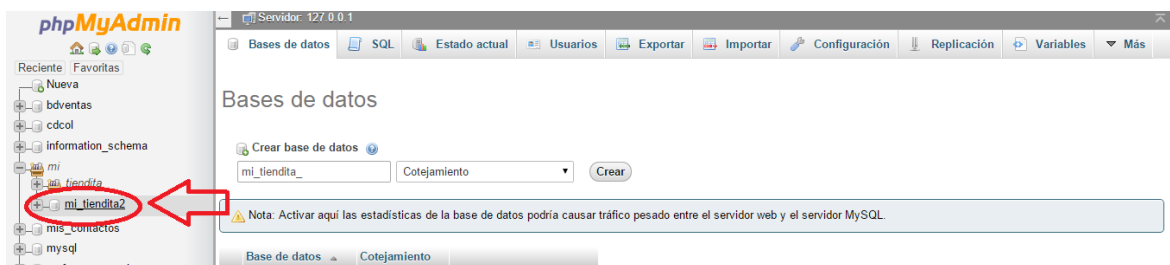 phpMyAdmin
Reciente Favoritas
Nueva
bdventas
cdcol
information_schema
mi
tiendita
mi_tiendita2
mis_contactos
mysql
Servidor: 127.0.0.1
Bases de datos SQL Estado actual Usuarios Exportar Importar Configuración Replicación Variables Más
Bases de datos
Crear base de datos
mi_tiendita_ Cotejamiento Crear
Nota: Activar aquí las estadísticas de la base de datos podría causar tráfico pesado entre el servidor web y el servidor MySQL.
Base de datos Cotejamiento